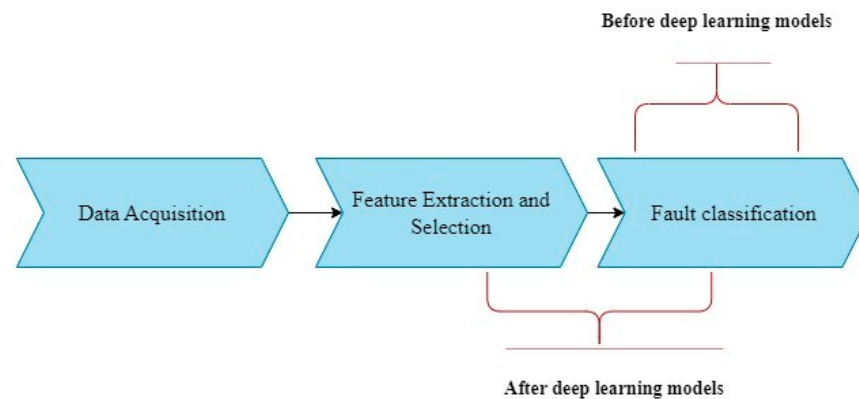 Before deep learning models
Data Acquisition
Feature Extraction and
Selection
Fault classification
After deep learning models